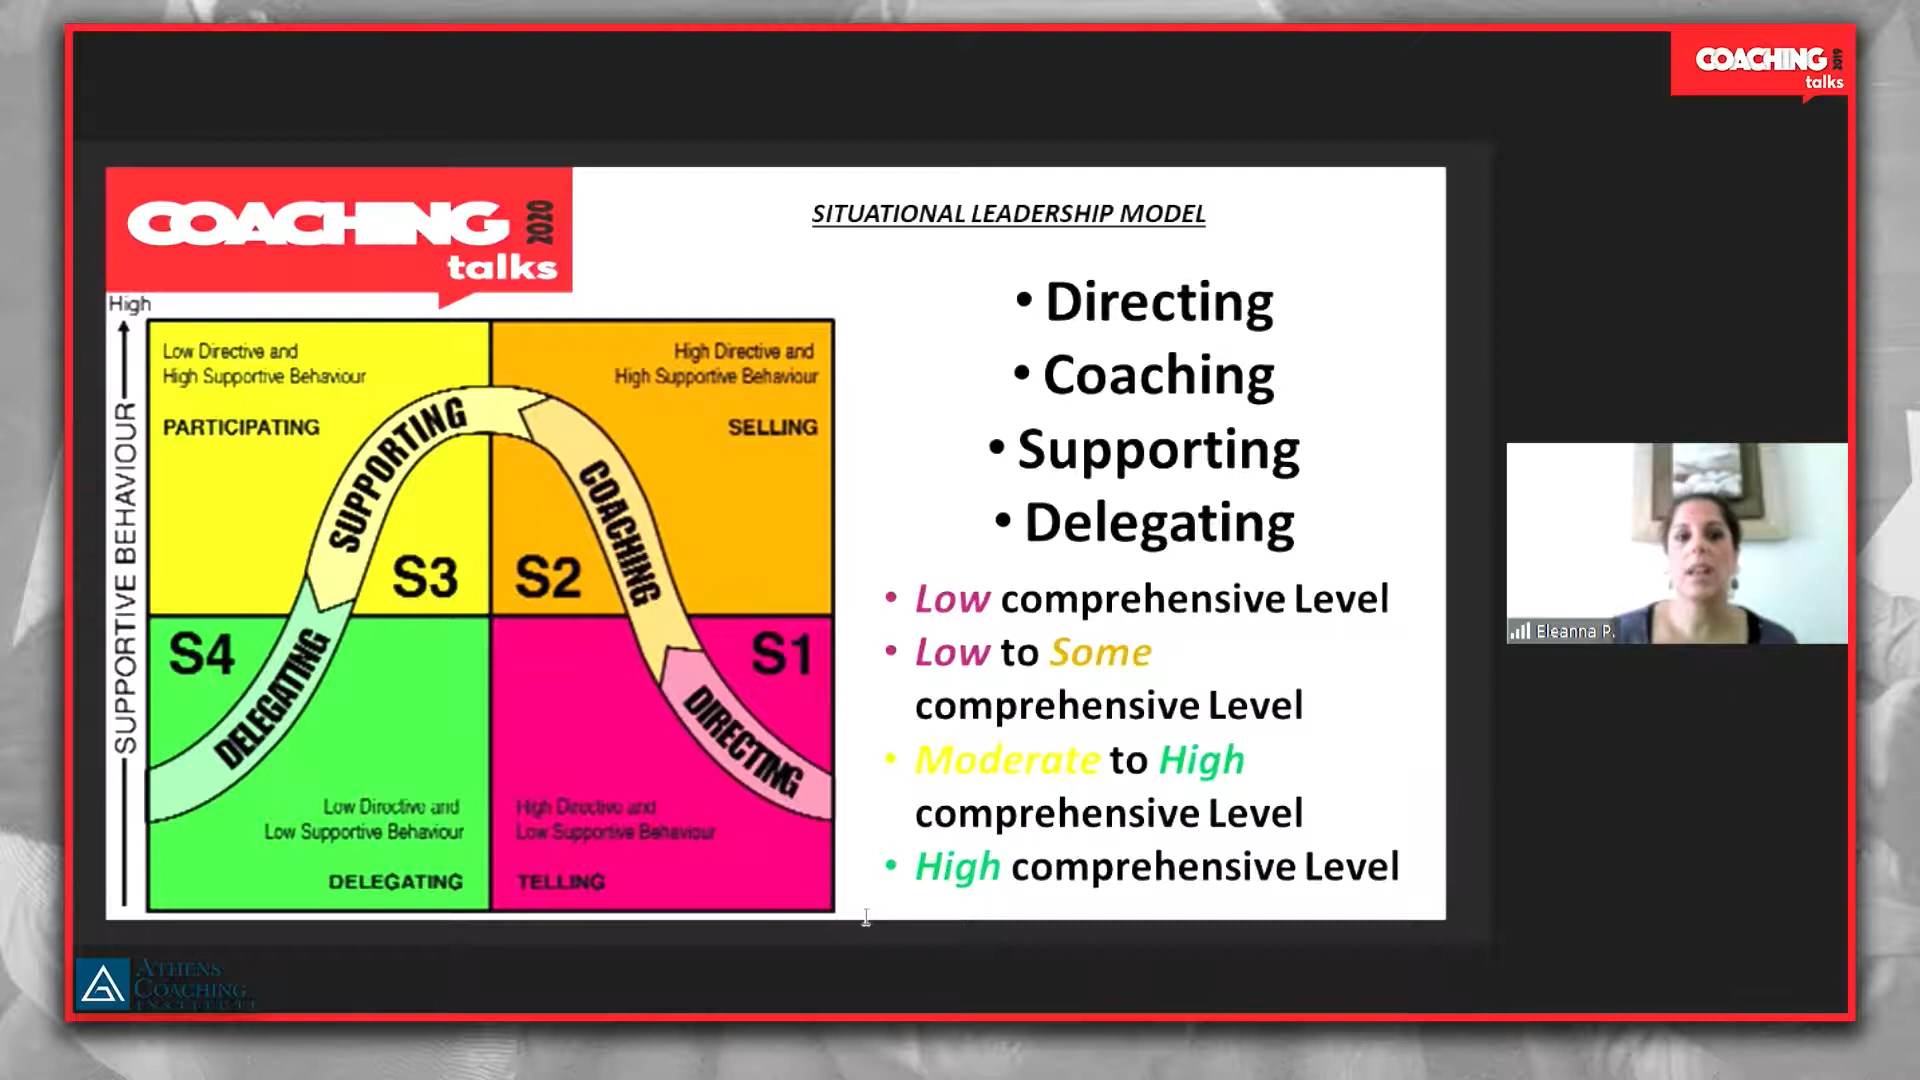 COACHING 2019
talks
COACHING 2020
talks
SITUATIONAL LEADERSHIP MODEL
High
SUPPORTIVE BEHAVIOUR
Low Directive and
High Supportive Behaviour
PARTICIPATING
High Directive and
High Supportive Behaviour
SELLING
SUPPORTING
COACHING
S3
S2
S4
S1
DELEGATING
DIRECTING
Low Directive and
Low Supportive Behaviour
DELEGATING
High Directive and
Low Supportive Behaviour
TELLING
• Directing
• Coaching
• Supporting
• Delegating
• Low comprehensive Level
• Low to Some
comprehensive Level
• Moderate to High
comprehensive Level
• High comprehensive Level
Eleanna P.
ATHENS
COACHING
INSTITUTE